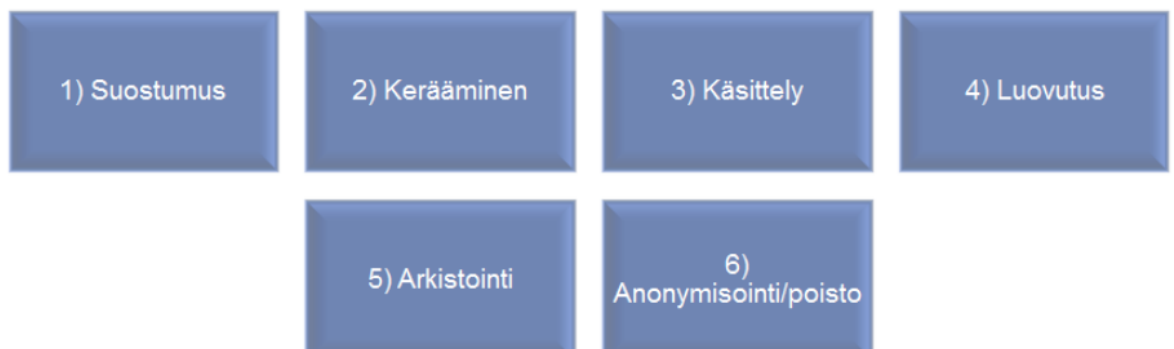 1) Suostumus
2) Kerääminen
3) Käsittely
4) Luovutus
5) Arkistointi
6)
Anonymisointi/poisto